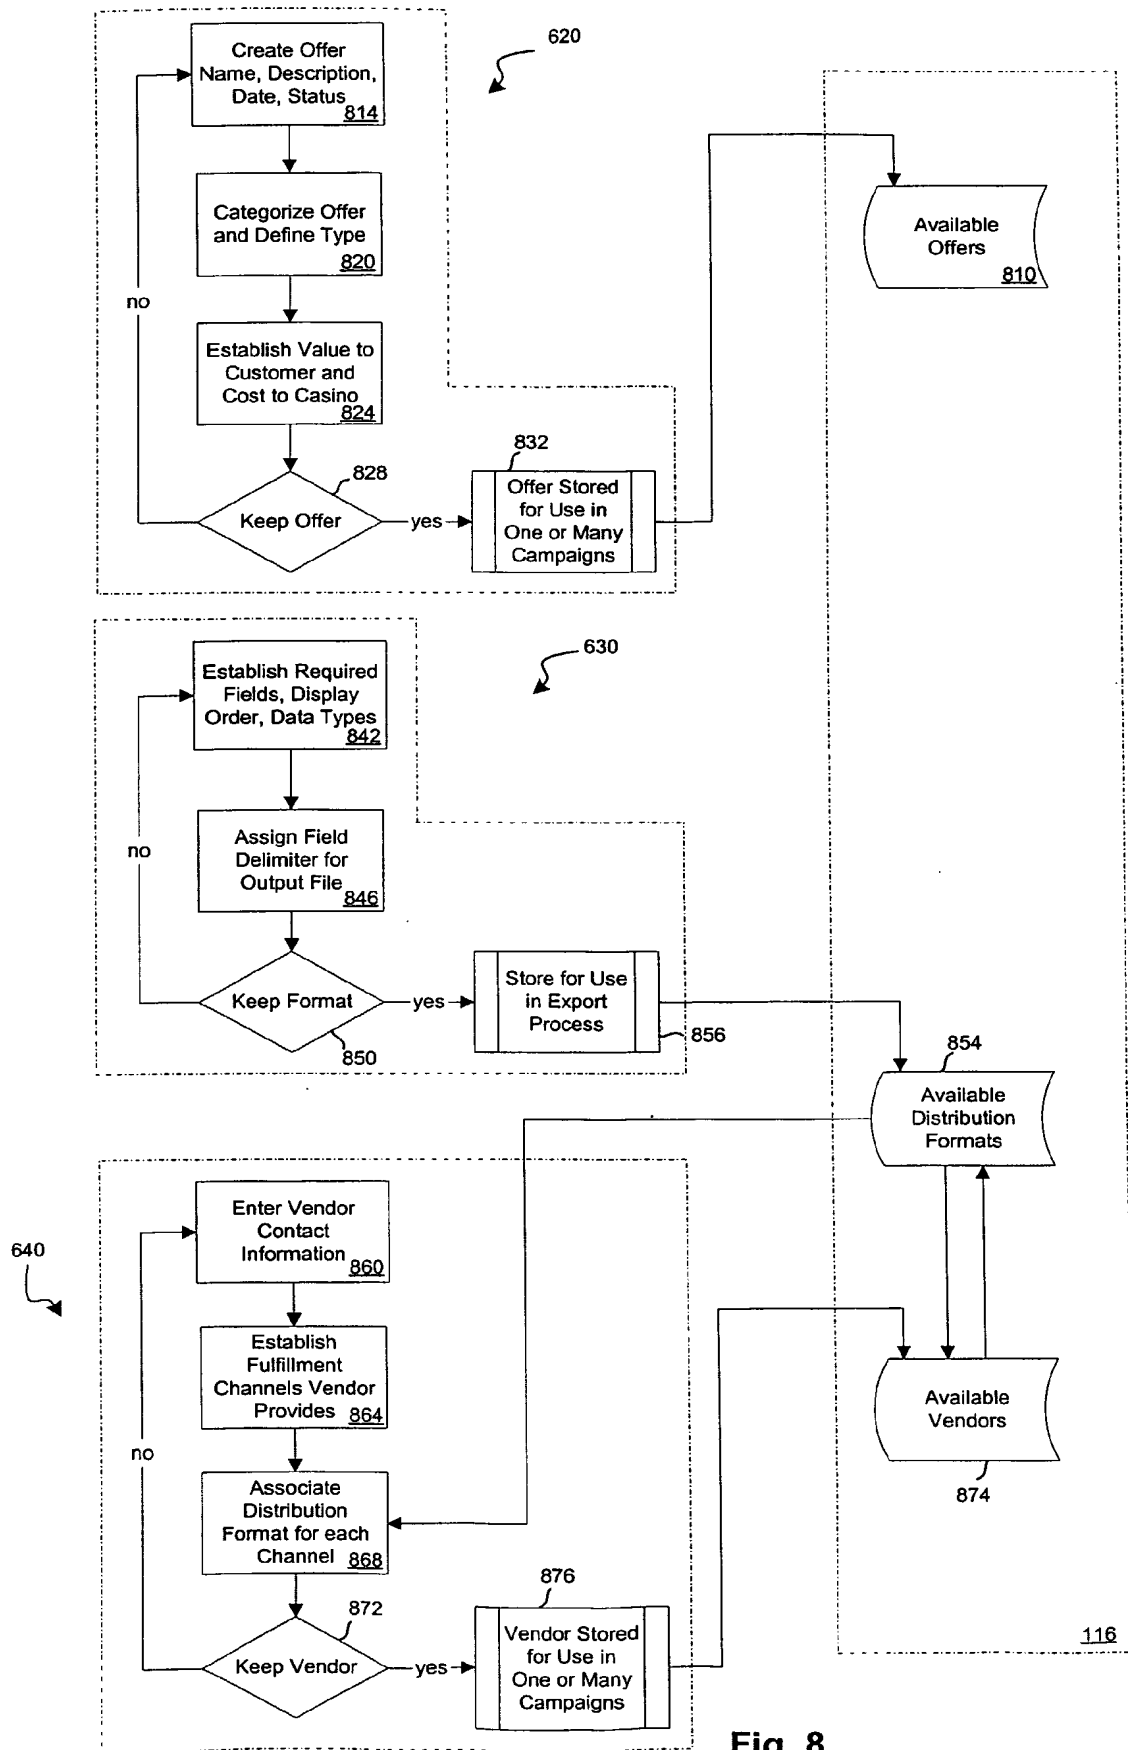 620
Create Offer
Name, Description,
Date, Status
814
Categorize Offer
and Define Type
820
Establish Value to
Customer and
Cost to Casino
824
no
828
Keep Offer
yes
832
Offer Stored
for Use in
One or Many
Campaigns
Available
Offers
810
630
Establish Required
Fields, Display
Order, Data Types
842
Assign Field
Delimiter for
Output File
846
no
Keep Format
850
yes
Store for Use
in Export
Process
856
854
Available
Distribution
Formats
640
Enter Vendor
Contact
Information
860
Establish
Fulfillment
Channels Vendor
Provides
864
no
Associate
Distribution
Format for each
Channel
868
872
Keep Vendor
yes
876
Vendor Stored
for Use in
One or Many
Campaigns
Available
Vendors
874
116
Fig. 8